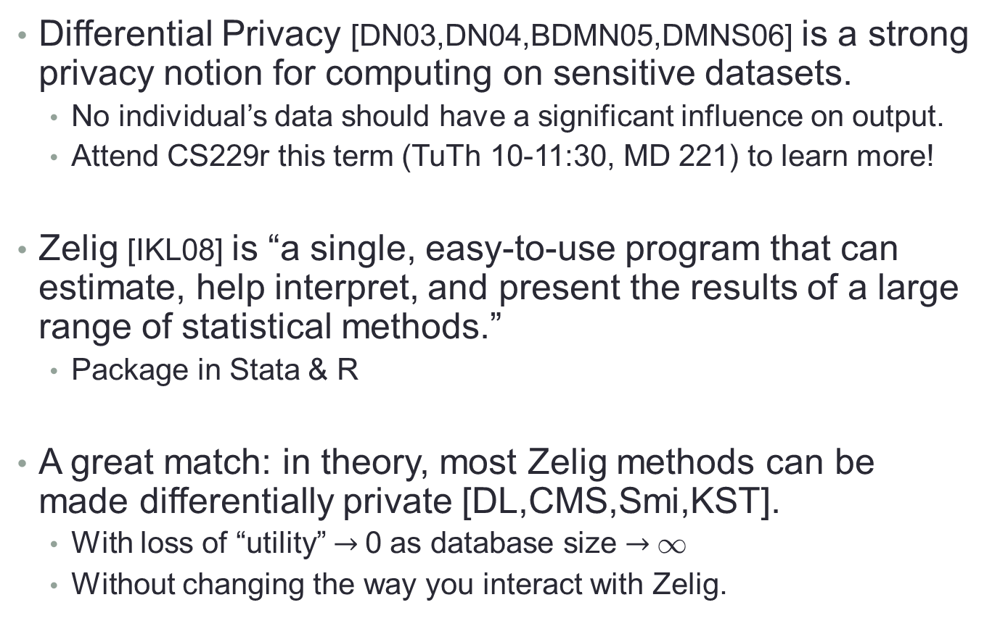 • Differential Privacy [DN03,DN04,BDMN05,DMNS06] is a strong
privacy notion for computing on sensitive datasets.
• No individual’s data should have a significant influence on output.
• Attend CS229r this term (TuTh 10-11:30, MD 221) to learn more!
• Zelig [IKL08] is “a single, easy-to-use program that can
estimate, help interpret, and present the results of a large
range of statistical methods.”
• Package in Stata & R
• A great match: in theory, most Zelig methods can be
made differentially private [DL,CMS,Smi,KST].
• With loss of “utility” → 0 as database size → ∞
• Without changing the way you interact with Zelig.